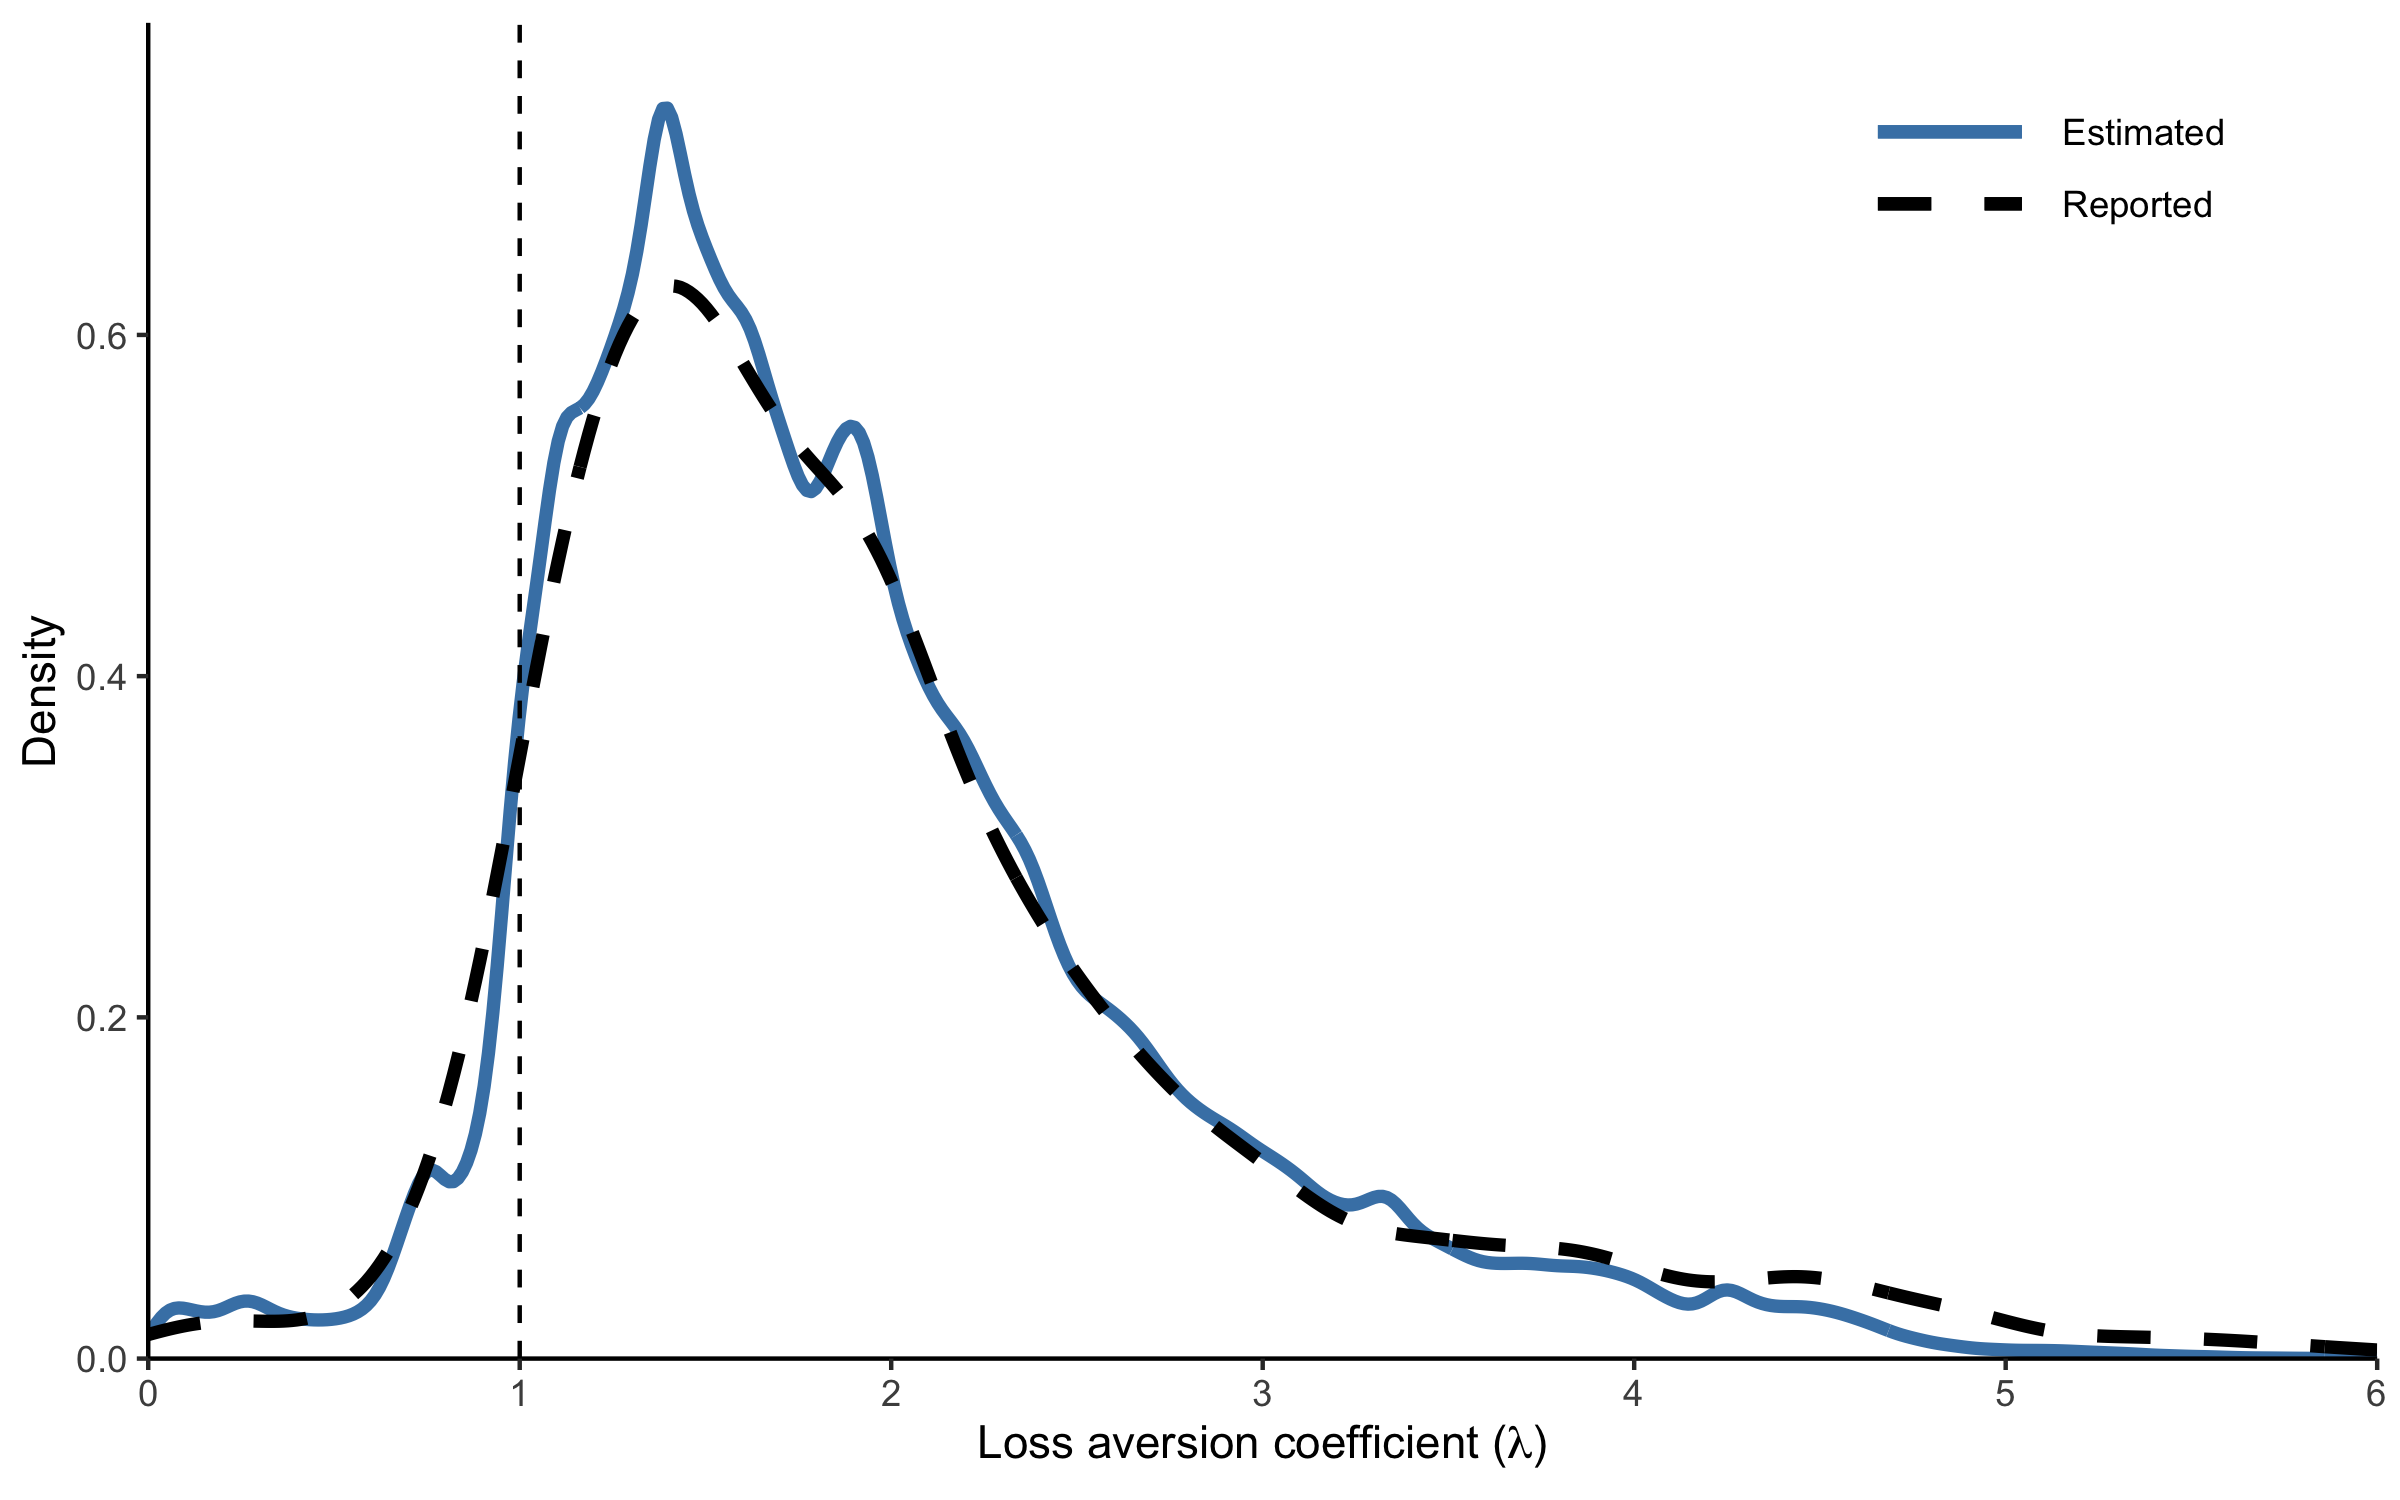 Estimated
Reported
Density
0.6
0.4
0.2
0.0
0 1 2 3 4 5 6
Loss aversion coefficient (λ)